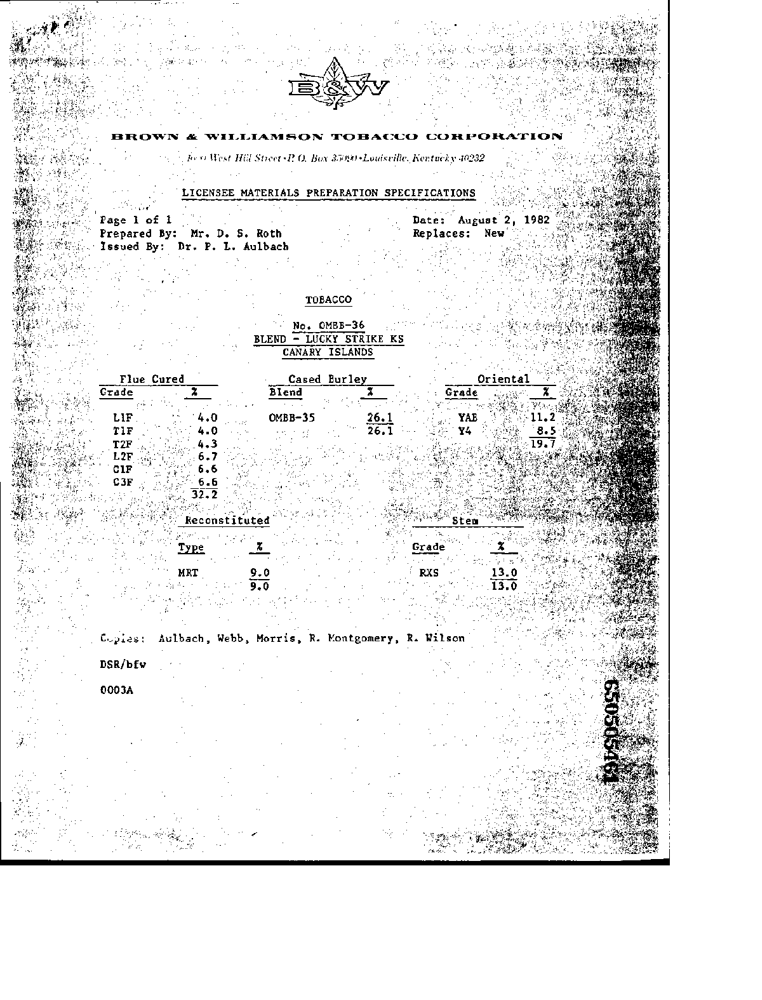 B&W
BROWN & WILLIAMSON TOBACCO CORPORATION
West Hill Street • P. O. Box • Louisville, Kentucky 40232
LICENSEE MATERIALS PREPARATION SPECIFICATIONS
Page 1 of 1 Date: August 2, 1982
Prepared By: Mr. D. S. Roth Replaces: New
Issued By: Dr. P. L. Aulbach
TOBACCO
No. OMBB-36
BLEND - LUCKY STRIKE KS
CANARY ISLANDS
Flue Cured Cased Burley Oriental
Grade % Blend % Grade %
L1F 4.0 OMBB-35 26.1 YAB 11.2
T1F 4.0 26.1 Y4 8.5
T2F 4.3 19.7
L2F 6.7
C1F 6.6
C3F 6.6
32.2
Reconstituted Stem
Type % Grade %
MRT 9.0 RXS 13.0
9.0 13.0
Copies: Aulbach, Webb, Morris, R. Montgomery, R. Wilson
DSR/bfw
0003A
650505461